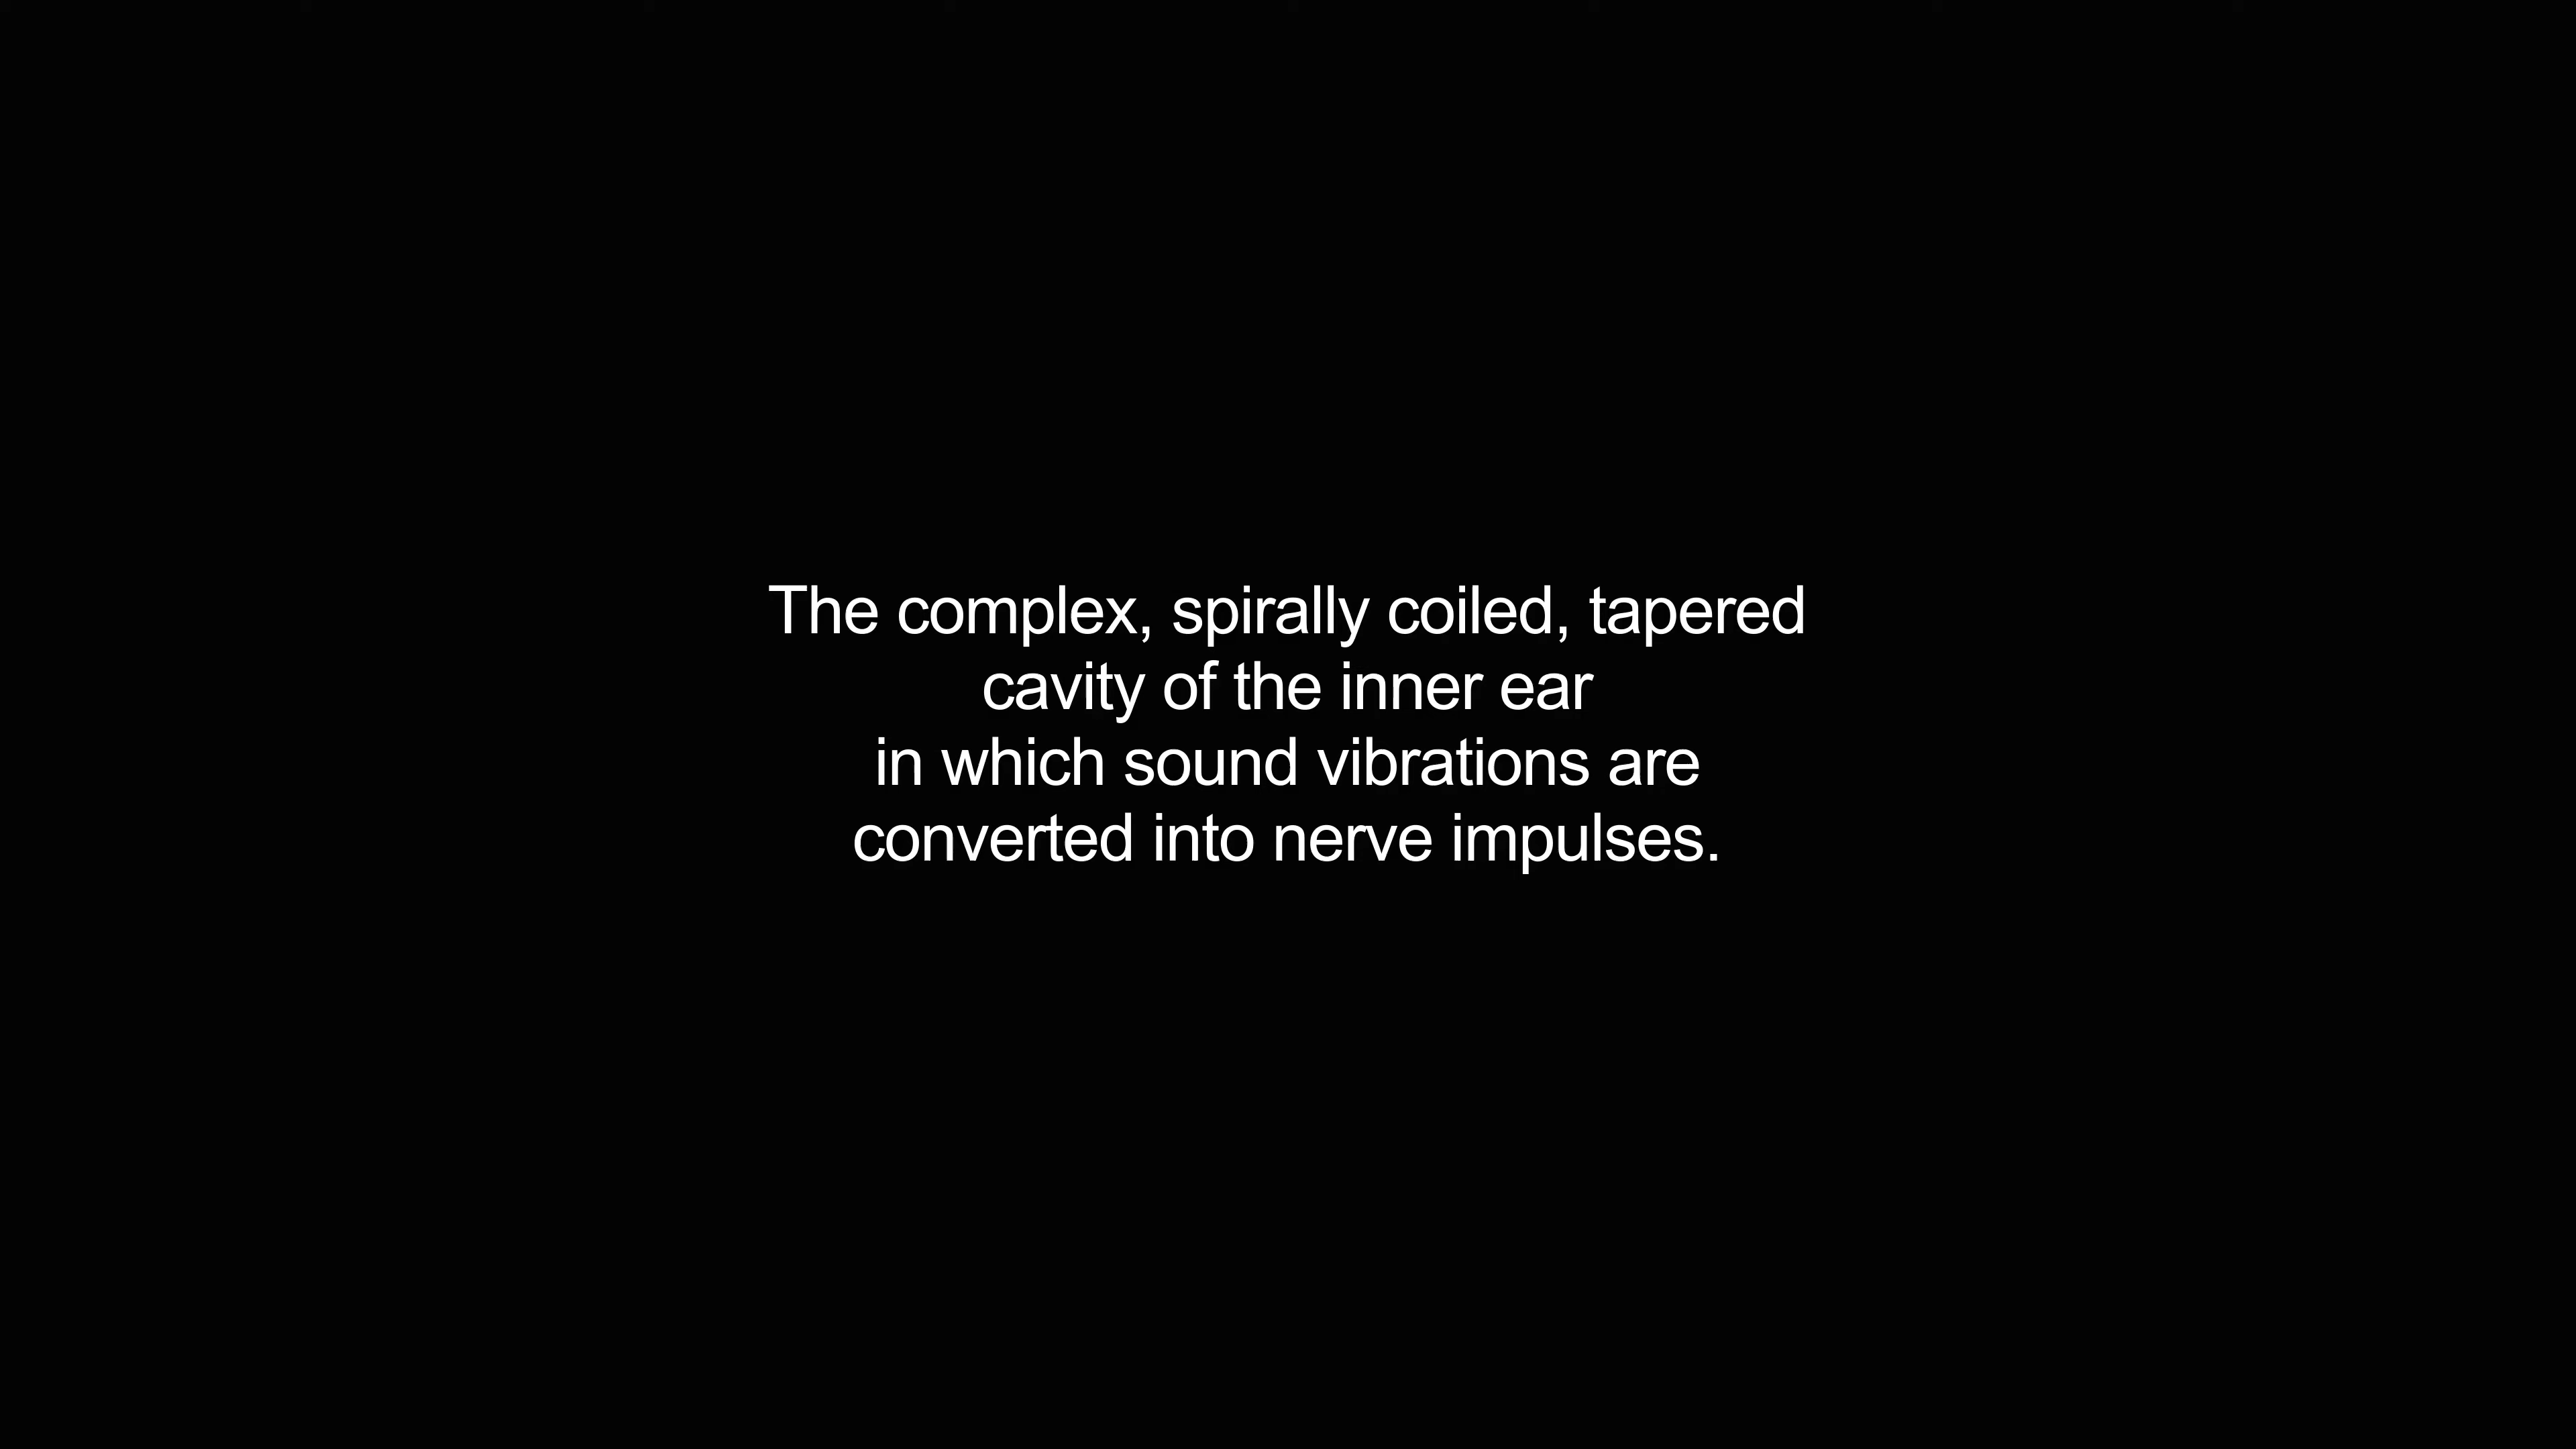 The complex, spirally coiled, tapered
cavity of the inner ear
in which sound vibrations are
converted into nerve impulses.